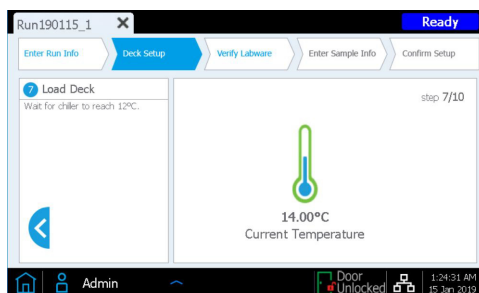 Run190115_1
Ready
Enter Run Info
Deck Setup
Verify Labware
Enter Sample Info
Confirm Setup
7 Load Deck
Wait for chiller to reach 12ºC.
step 7/10
14.00°C
Current Temperature
Admin
Door
Unlocked
1:24:31 AM
15 Jan 2019